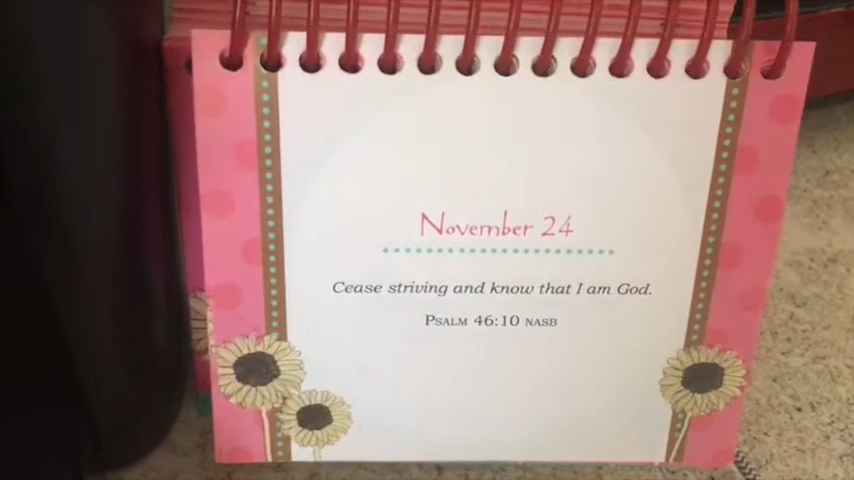 November 24
Cease striving and know that I am God.
Psalm 46:10 NASB